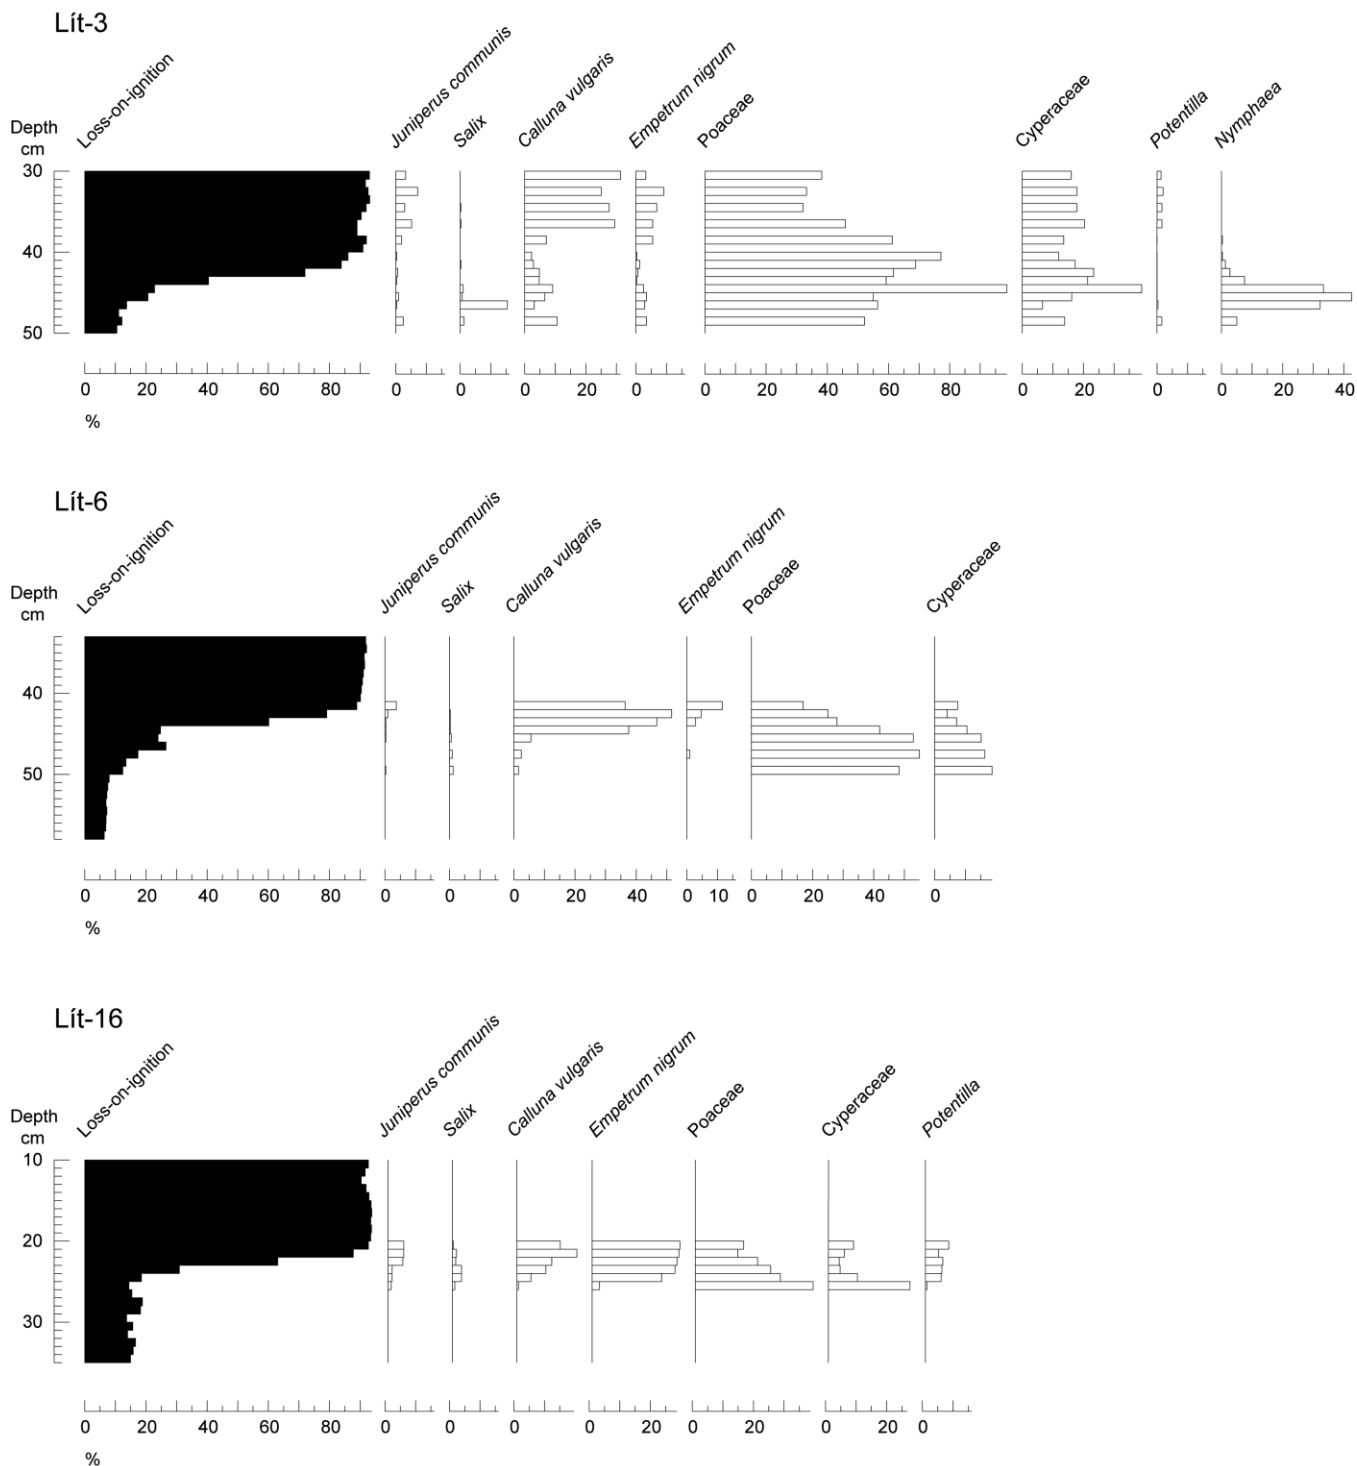 Lít-3
Loss-on-ignition
Juniperus communis
Salix
Calluna vulgaris
Empetrum nigrum
Poaceae
Cyperaceae
Potentilla
Nymphaea
Depth
cm
30
40
50
0 20 40 60 80 0 0 0 20 0 0 20 40 60 80 0 20 0 0 20 40
%
Lít-6
Loss-on-ignition
Juniperus communis
Salix
Calluna vulgaris
Empetrum nigrum
Poaceae
Cyperaceae
Depth
cm
40
50
0 20 40 60 80 0 0 0 20 40 0 10 0 20 40 0
%
Lít-16
Loss-on-ignition
Juniperus communis
Salix
Calluna vulgaris
Empetrum nigrum
Poaceae
Cyperaceae
Potentilla
Depth
cm
10
20
30
0 20 40 60 80 0 0 0 0 20 0 20 0 20 0
%